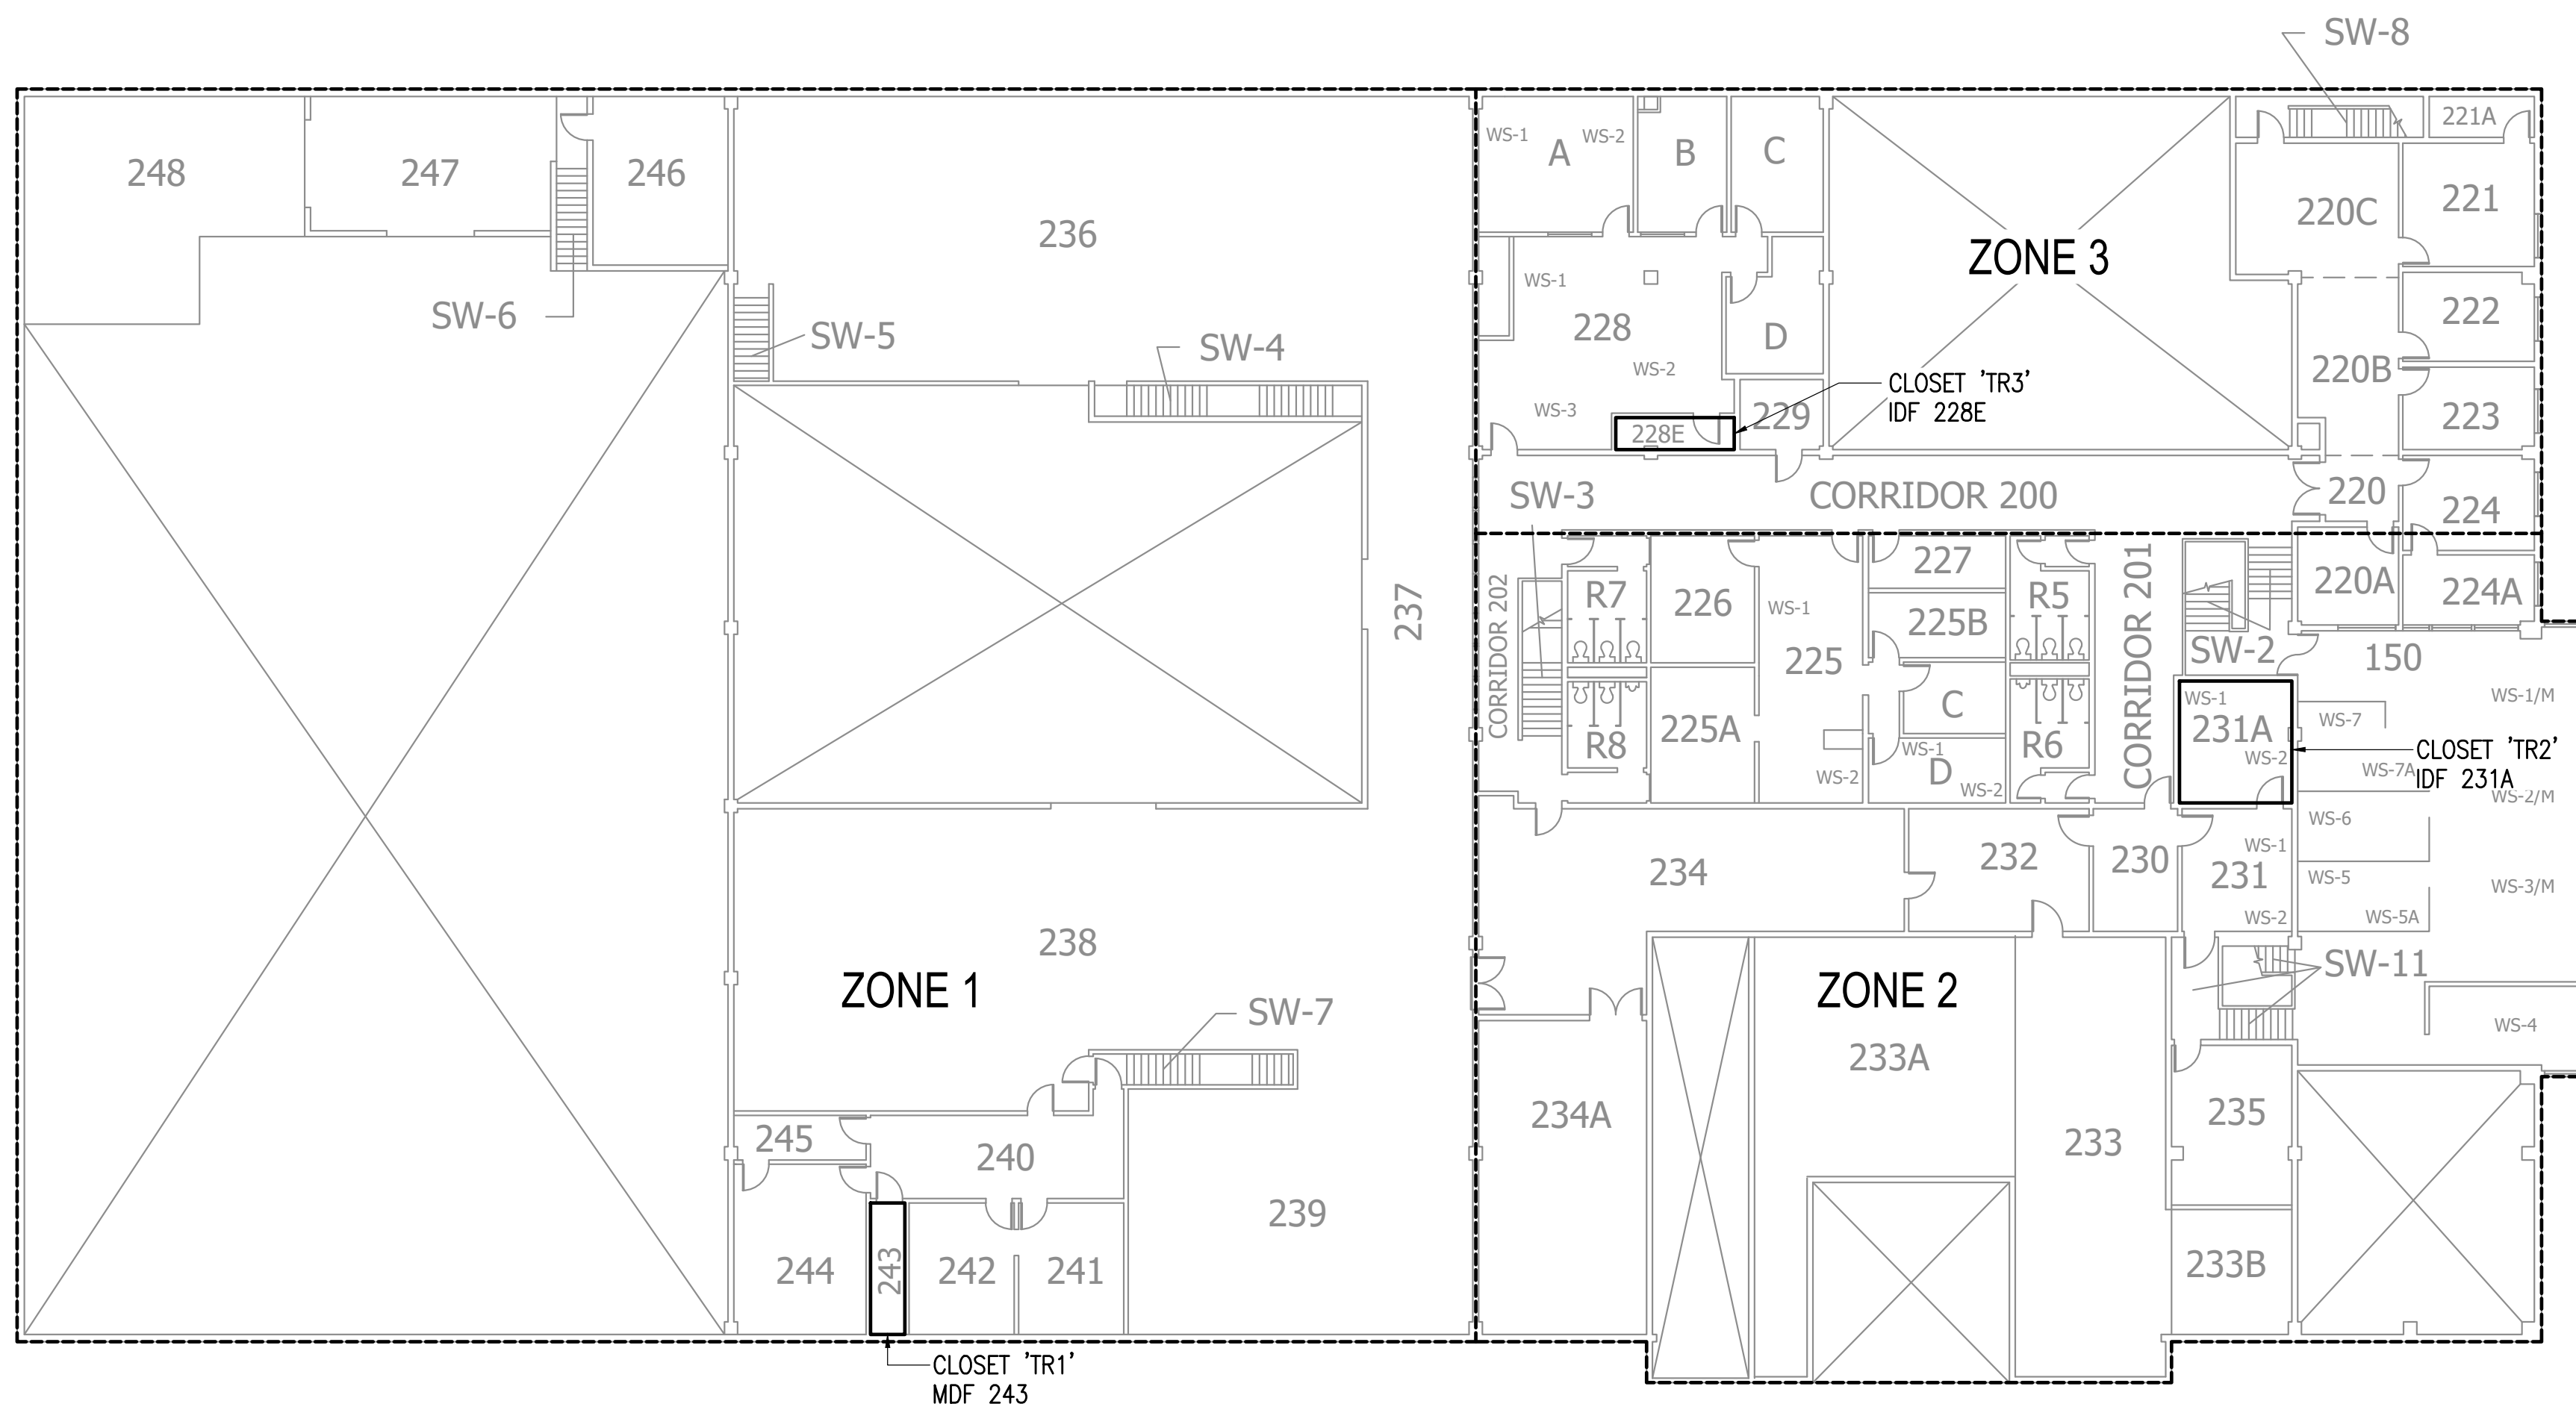 SW-8
221A
WS-1
WS-2
A
B
C
248
247
246
220C
221
236
ZONE 3
WS-1
SW-6
SW-5
SW-4
228
D
222
WS-2
220B
CLOSET 'TR3'
IDF 228E
WS-3
228E
229
223
SW-3
CORRIDOR 200
220
224
227
CORRIDOR 202
R7
226
WS-1
225B
R5
CORRIDOR 201
220A
224A
237
225
SW-2
150
R8
225A
C
R6
WS-1
231A
WS-2
WS-7
WS-1/M
WS-1
D
WS-2
WS-2
WS-7A
CLOSET 'TR2'
IDF 231A
WS-2/M
WS-6
234
232
230
WS-1
231
WS-2
WS-5
WS-5A
WS-3/M
238
ZONE 1
ZONE 2
SW-11
SW-7
233A
WS-4
234A
233
235
245
240
239
244
243
242
241
233B
CLOSET 'TR1'
MDF 243